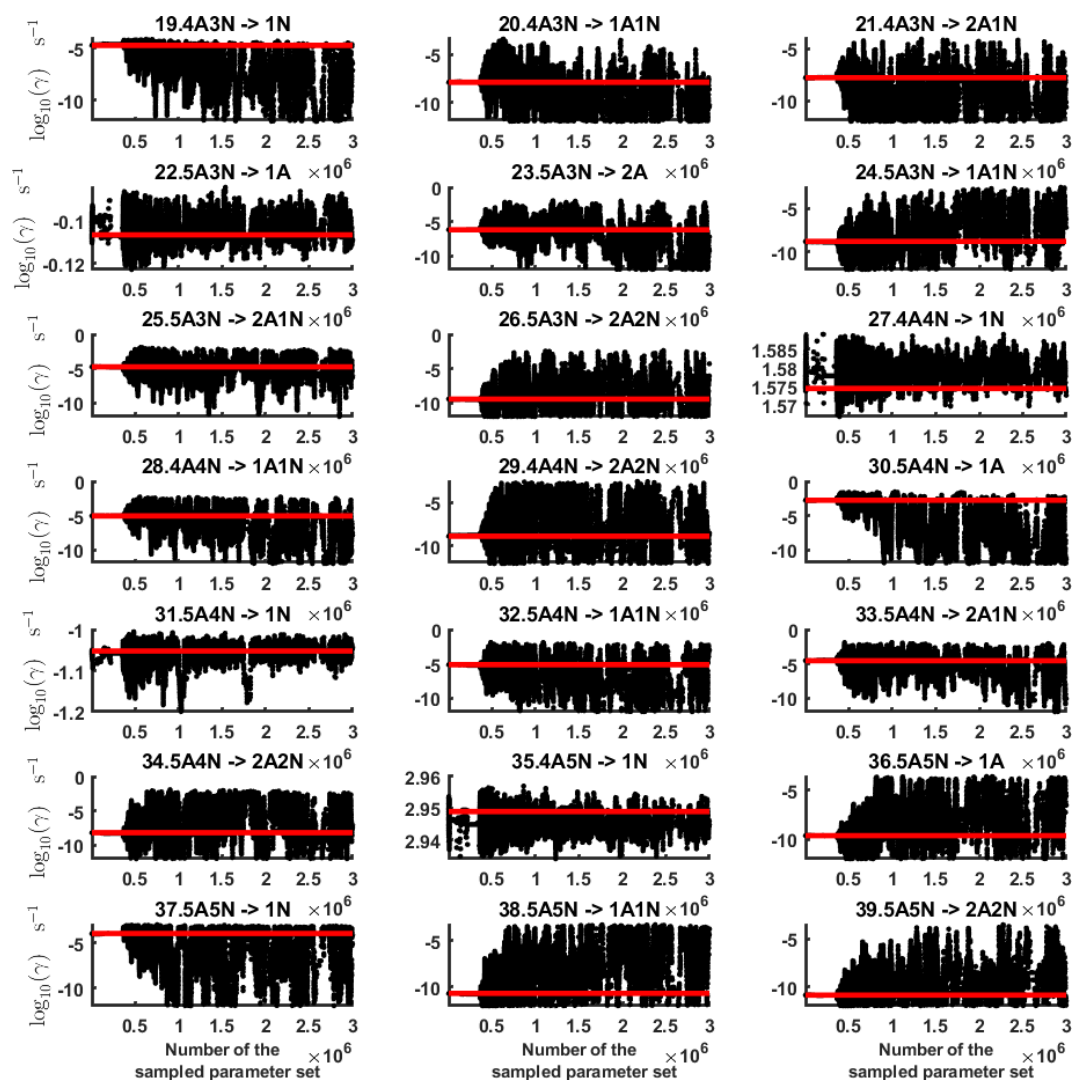 19.4A3N -> 1N
20.4A3N -> 1A1N
21.4A3N -> 2A1N
log10(γ) s−1
-5
-10
-5
-10
-5
-10
0.5 1 1.5 2 2.5 3
0.5 1 1.5 2 2.5 3
0.5 1 1.5 2 2.5 3
22.5A3N -> 1A ×10^6
23.5A3N -> 2A ×10^6
24.5A3N -> 1A1N ×10^6
log10(γ) s−1
-0.1
-0.12
0
-5
-10
-5
-10
0.5 1 1.5 2 2.5 3
0.5 1 1.5 2 2.5 3
0.5 1 1.5 2 2.5 3
25.5A3N -> 2A1N ×10^6
26.5A3N -> 2A2N ×10^6
27.4A4N -> 1N ×10^6
log10(γ) s−1
0
-5
-10
0
-5
-10
1.585
1.58
1.575
1.57
0.5 1 1.5 2 2.5 3
0.5 1 1.5 2 2.5 3
0.5 1 1.5 2 2.5 3
28.4A4N -> 1A1N ×10^6
29.4A4N -> 2A2N ×10^6
30.5A4N -> 1A ×10^6
log10(γ) s−1
0
-5
-10
-5
-10
0
-5
-10
0.5 1 1.5 2 2.5 3
0.5 1 1.5 2 2.5 3
0.5 1 1.5 2 2.5 3
31.5A4N -> 1N ×10^6
32.5A4N -> 1A1N ×10^6
33.5A4N -> 2A1N ×10^6
log10(γ) s−1
-1
-1.1
-1.2
0
-5
-10
0
-5
-10
0.5 1 1.5 2 2.5 3
0.5 1 1.5 2 2.5 3
0.5 1 1.5 2 2.5 3
34.5A4N -> 2A2N ×10^6
35.4A5N -> 1N ×10^6
36.5A5N -> 1A ×10^6
log10(γ) s−1
0
-5
-10
2.96
2.95
2.94
-5
-10
0.5 1 1.5 2 2.5 3
0.5 1 1.5 2 2.5 3
0.5 1 1.5 2 2.5 3
37.5A5N -> 1N ×10^6
38.5A5N -> 1A1N ×10^6
39.5A5N -> 2A2N ×10^6
log10(γ) s−1
-5
-10
-5
-10
-5
-10
0.5 1 1.5 2 2.5 3
0.5 1 1.5 2 2.5 3
0.5 1 1.5 2 2.5 3
Number of the
sampled parameter set ×10^6
Number of the
sampled parameter set ×10^6
Number of the
sampled parameter set ×10^6